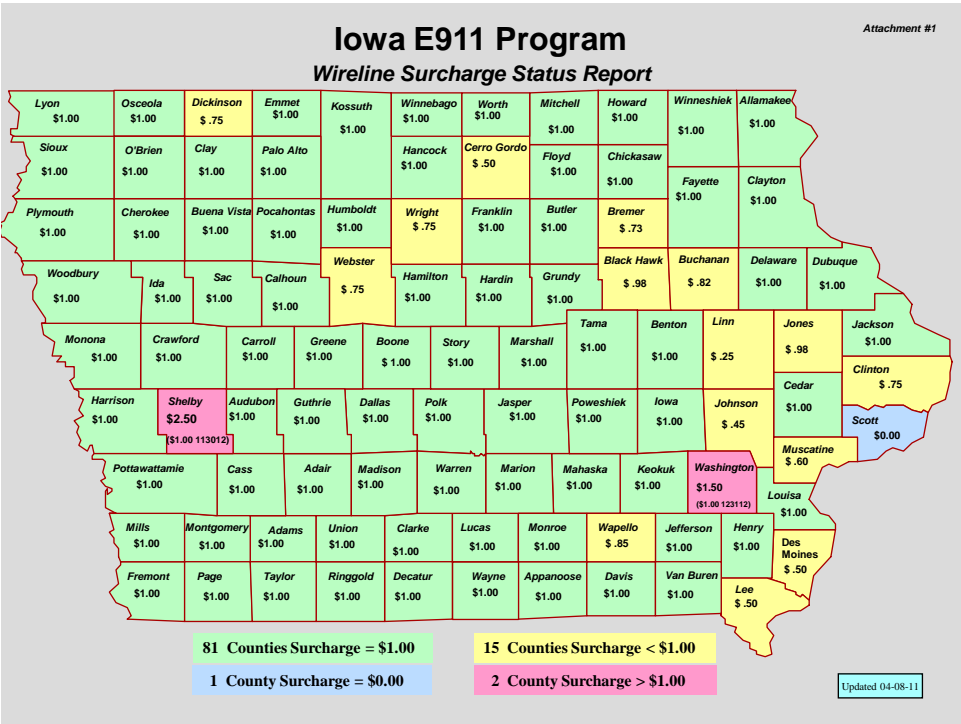 Iowa E911 Program
Attachment #1
Wireline Surcharge Status Report
Lyon
$1.00
Osceola
$1.00
Dickinson
$ .75
Emmet
$1.00
Kossuth
$1.00
Winnebago
$1.00
Worth
$1.00
Mitchell
$1.00
Howard
$1.00
Winneshiek
$1.00
Allamakee
$1.00
Sioux
$1.00
O'Brien
$1.00
Clay
$1.00
Palo Alto
$1.00
Hancock
$1.00
Cerro Gordo
$ .50
Floyd
$1.00
Chickasaw
$1.00
Fayette
$1.00
Clayton
$1.00
Plymouth
$1.00
Cherokee
$1.00
Buena Vista
$1.00
Pocahontas
$1.00
Humboldt
$1.00
Wright
$ .75
Franklin
$1.00
Butler
$1.00
Bremer
$ .73
Woodbury
$1.00
Ida
$1.00
Sac
$1.00
Calhoun
$1.00
Webster
$ .75
Hamilton
$1.00
Hardin
$1.00
Grundy
$1.00
Black Hawk
$ .98
Buchanan
$ .82
Delaware
$1.00
Dubuque
$1.00
Monona
$1.00
Crawford
$1.00
Carroll
$1.00
Greene
$1.00
Boone
$ 1.00
Story
$1.00
Marshall
$1.00
Tama
$1.00
Benton
$1.00
Linn
$ .25
Jones
$ .98
Jackson
$1.00
Clinton
$ .75
Harrison
$1.00
Shelby
$2.50
($1.00 113012)
Audubon
$1.00
Guthrie
$1.00
Dallas
$1.00
Polk
$1.00
Jasper
$1.00
Poweshiek
$1.00
Iowa
$1.00
Johnson
$ .45
Cedar
$1.00
Scott
$0.00
Muscatine
$ .60
Pottawattamie
$1.00
Cass
$1.00
Adair
$1.00
Madison
$1.00
Warren
$1.00
Marion
$1.00
Mahaska
$1.00
Keokuk
$1.00
Washington
$1.50
($1.00 123112)
Louisa
$1.00
Mills
$1.00
Montgomery
$1.00
Adams
$1.00
Union
$1.00
Clarke
$1.00
Lucas
$1.00
Monroe
$1.00
Wapello
$ .85
Jefferson
$1.00
Henry
$1.00
Des
Moines
$ .50
Fremont
$1.00
Page
$1.00
Taylor
$1.00
Ringgold
$1.00
Decatur
$1.00
Wayne
$1.00
Appanoose
$1.00
Davis
$1.00
Van Buren
$1.00
Lee
$ .50
81 Counties Surcharge = $1.00
15 Counties Surcharge < $1.00
1 County Surcharge = $0.00
2 County Surcharge > $1.00
Updated 04-08-11